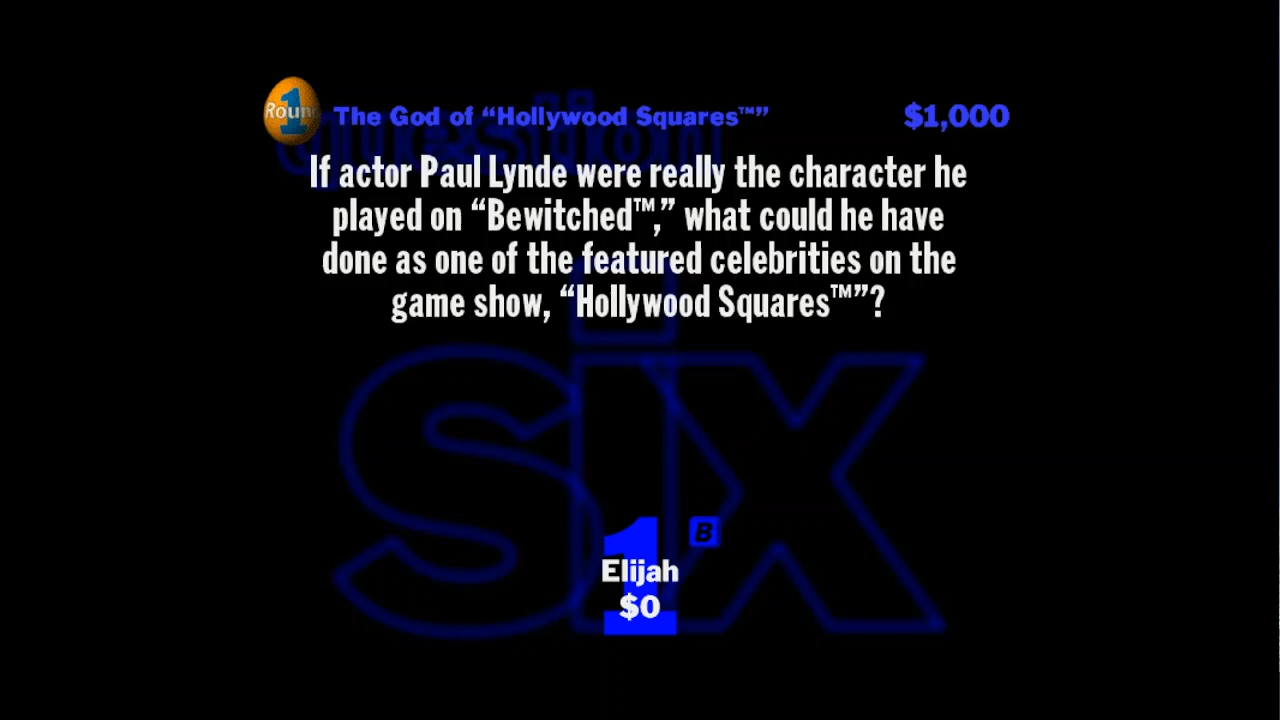 Round 1
The God of “Hollywood Squares™”
$1,000
question
If actor Paul Lynde were really the character he
played on “Bewitched™,” what could he have
done as one of the featured celebrities on the
game show, “Hollywood Squares™”?
six
1
B
Elijah
$0